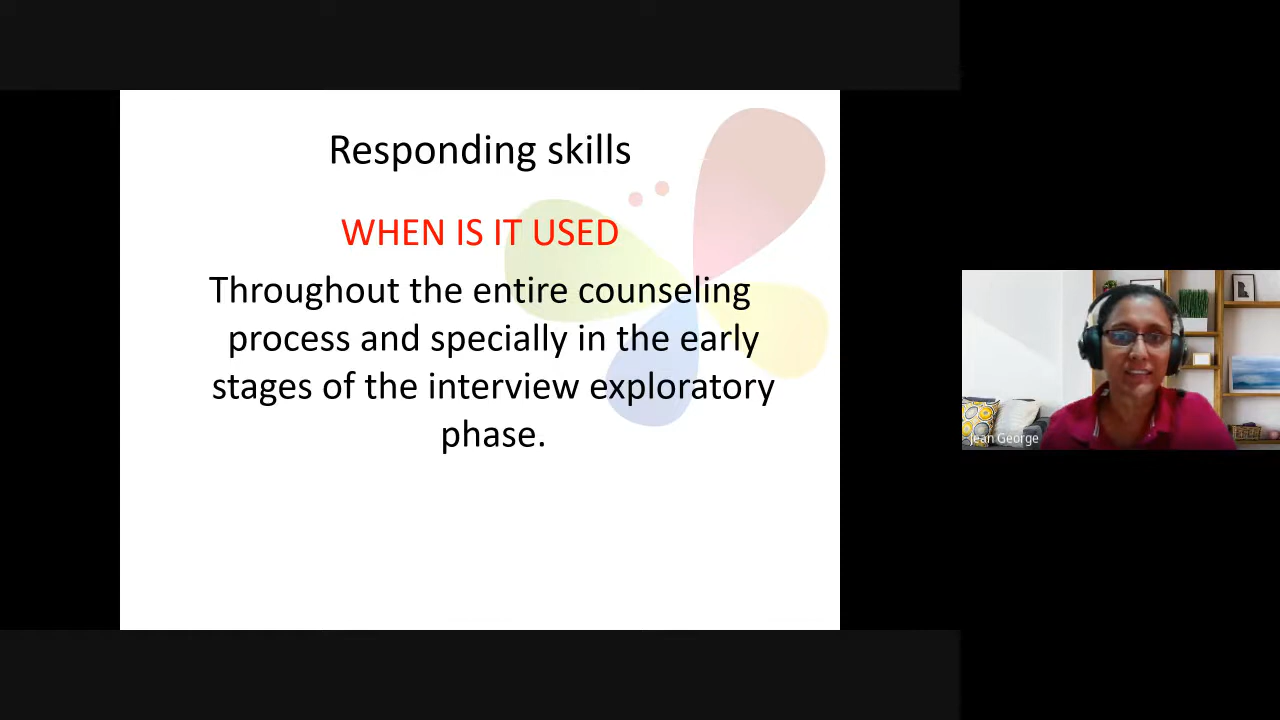 Responding skills
WHEN IS IT USED
Throughout the entire counseling
process and specially in the early
stages of the interview exploratory
phase.
Jean George